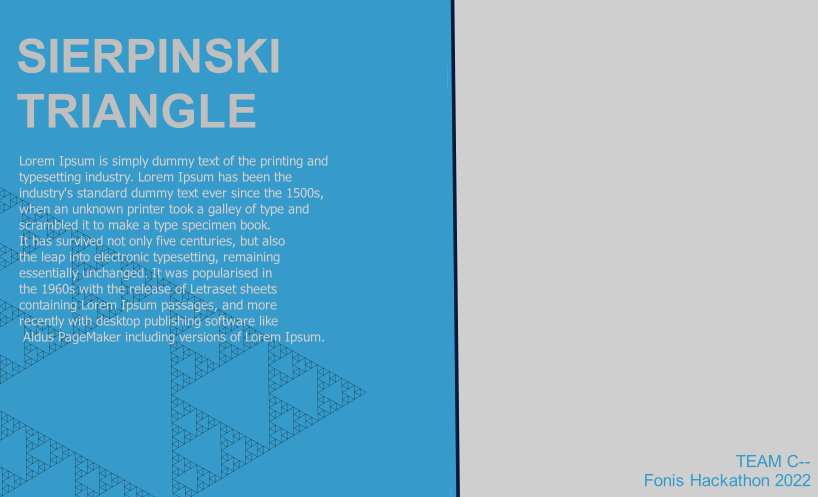 SIERPINSKI
TRIANGLE
Lorem Ipsum is simply dummy text of the printing and
typesetting industry. Lorem Ipsum has been the
industry's standard dummy text ever since the 1500s,
when an unknown printer took a galley of type and
scrambled it to make a type specimen book.
It has survived not only five centuries, but also
the leap into electronic typesetting, remaining
essentially unchanged. It was popularised in
the 1960s with the release of Letraset sheets
containing Lorem Ipsum passages, and more
recently with desktop publishing software like
Aldus PageMaker including versions of Lorem Ipsum.
TEAM C--
Fonis Hackathon 2022